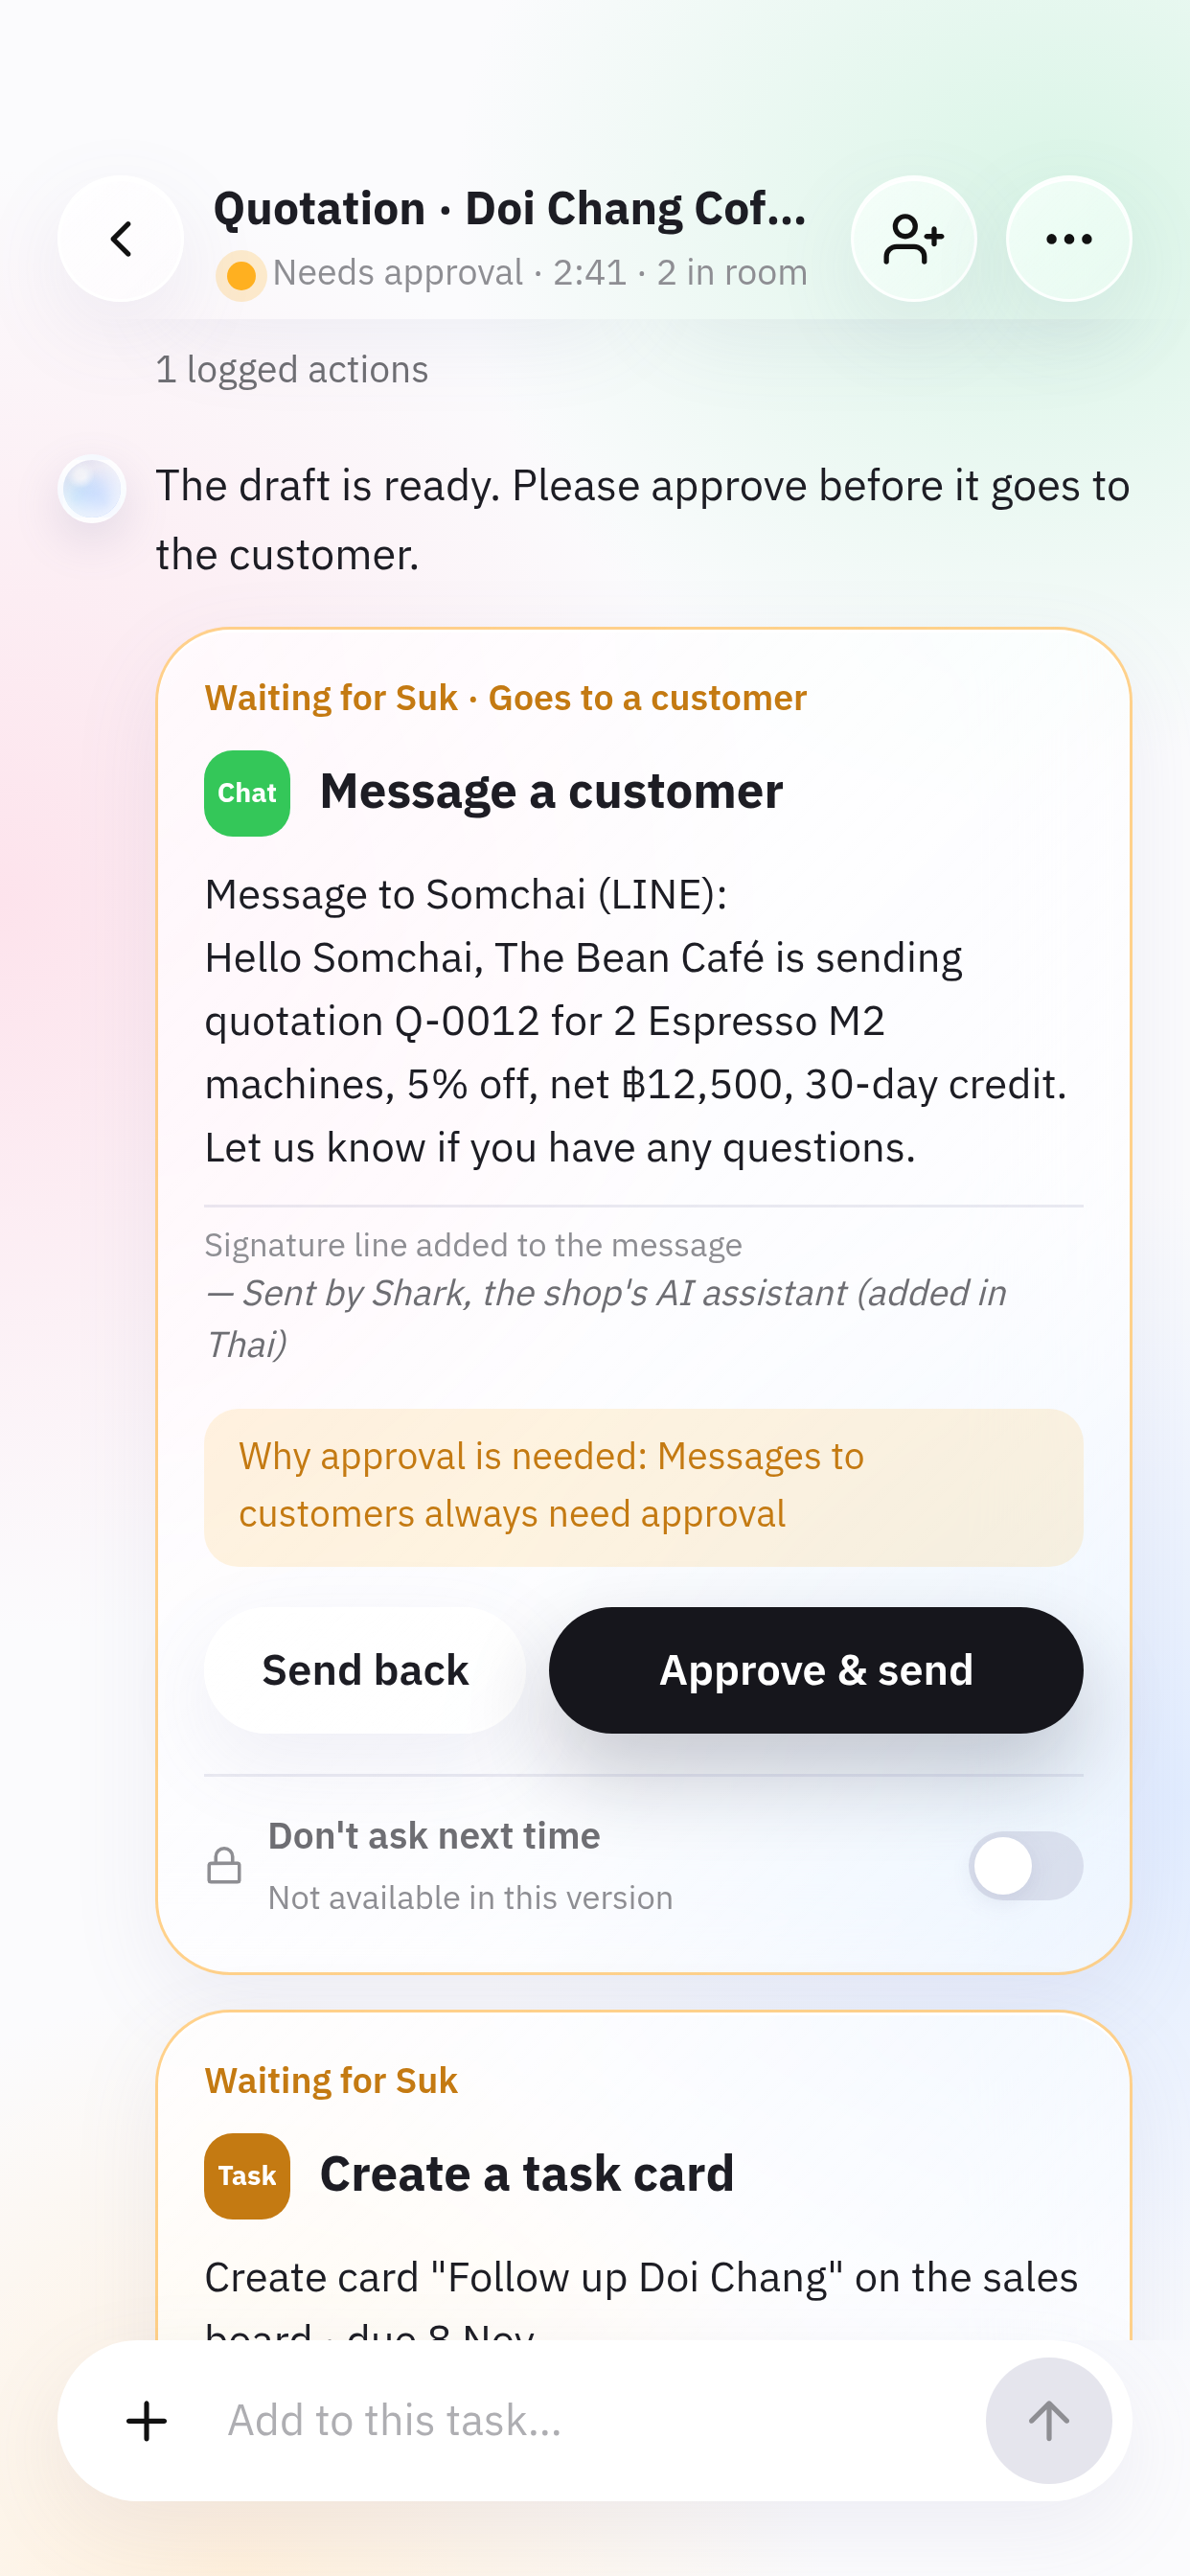 Quotation · Doi Chang Cof...
Needs approval · 2:41 · 2 in room
1 logged actions
The draft is ready. Please approve before it goes to
the customer.
Waiting for Suk · Goes to a customer
Chat
Message a customer
Message to Somchai (LINE):
Hello Somchai, The Bean Café is sending
quotation Q-0012 for 2 Espresso M2
machines, 5% off, net ฿12,500, 30-day credit.
Let us know if you have any questions.
Signature line added to the message
— Sent by Shark, the shop's AI assistant (added in
Thai)
Why approval is needed: Messages to
customers always need approval
Send back
Approve & send
Don't ask next time
Not available in this version
Waiting for Suk
Task
Create a task card
Create card "Follow up Doi Chang" on the sales
board · due 8 Nov
Add to this task...